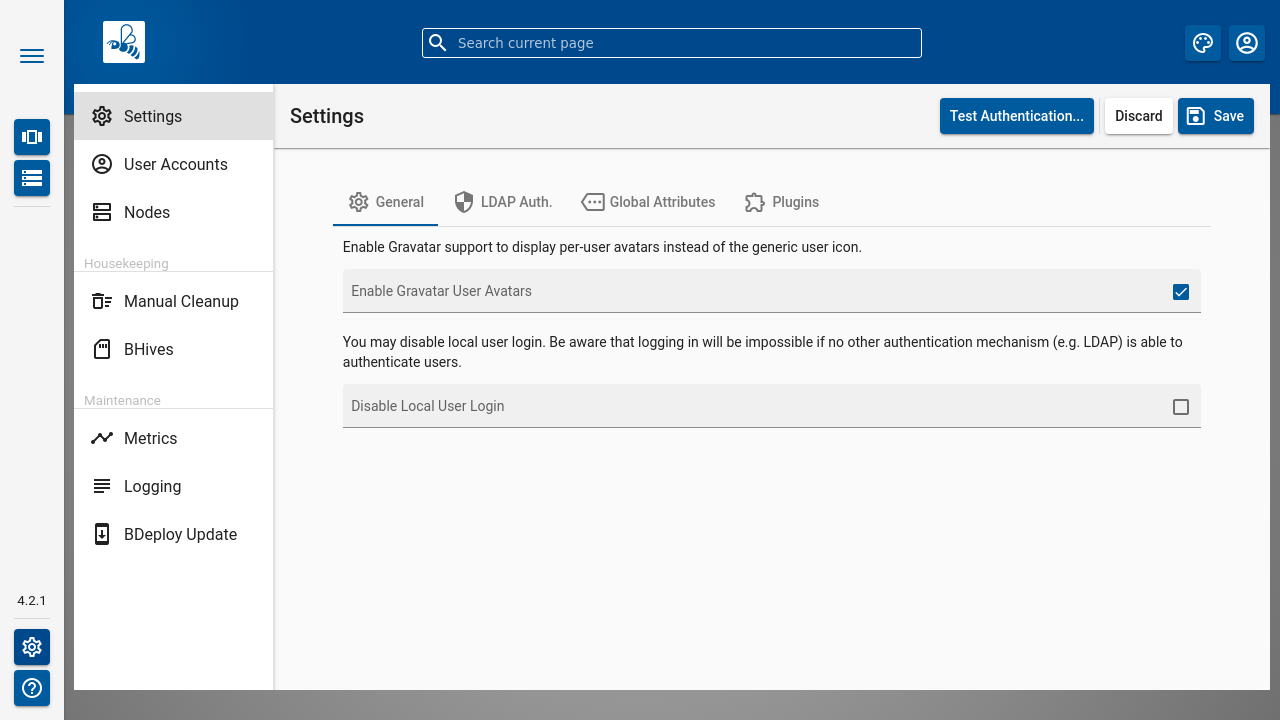 Search current page
Settings
User Accounts
Nodes
Housekeeping
Manual Cleanup
BHives
Maintenance
Metrics
Logging
BDeploy Update
4.2.1
Settings
Test Authentication...
Discard
Save
General
LDAP Auth.
Global Attributes
Plugins
Enable Gravatar support to display per-user avatars instead of the generic user icon.
Enable Gravatar User Avatars
You may disable local user login. Be aware that logging in will be impossible if no other authentication mechanism (e.g. LDAP) is able to
authenticate users.
Disable Local User Login